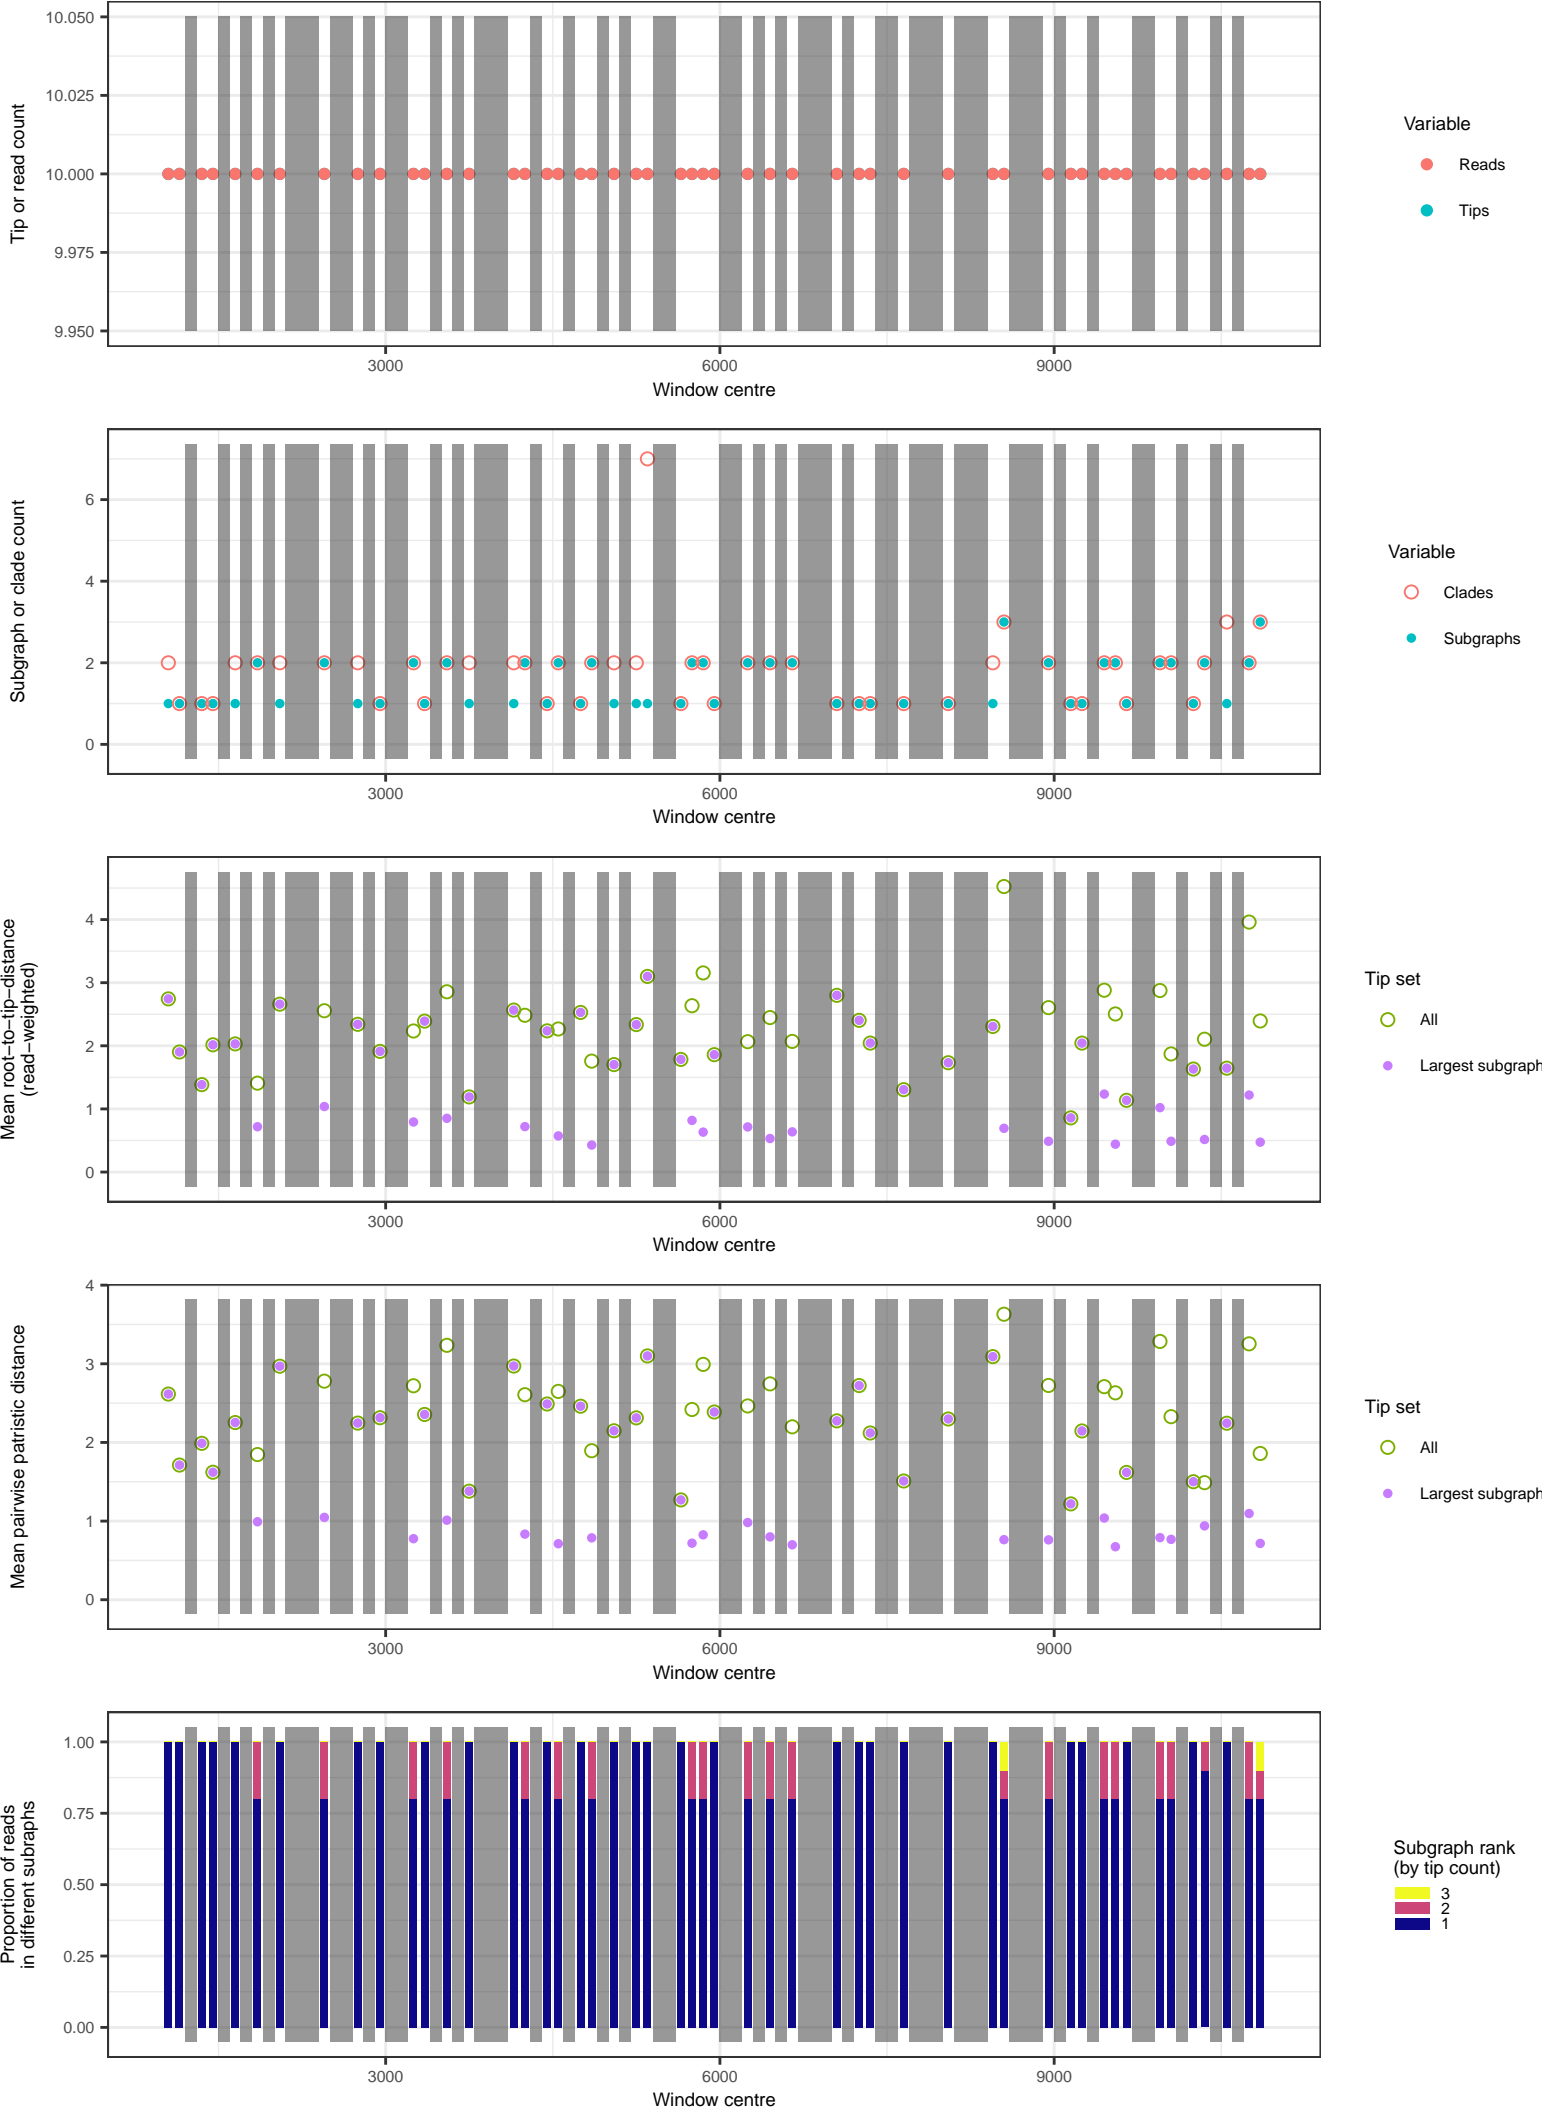 10.050
10.025
10.000
9.975
9.950
Tip or read count
3000
6000
9000
Window centre
Variable
Reads
Tips
6
4
2
0
Subgraph or clade count
3000
6000
9000
Window centre
Variable
Clades
Subgraphs
4
3
2
1
0
Mean root−to−tip−distance
(read−weighted)
3000
6000
9000
Window centre
Tip set
All
Largest subgraph
4
3
2
1
0
Mean pairwise patristic distance
3000
6000
9000
Window centre
Tip set
All
Largest subgraph
1.00
0.75
0.50
0.25
0.00
Proportion of reads
in different subraphs
3000
6000
9000
Window centre
Subgraph rank
(by tip count)
3
2
1